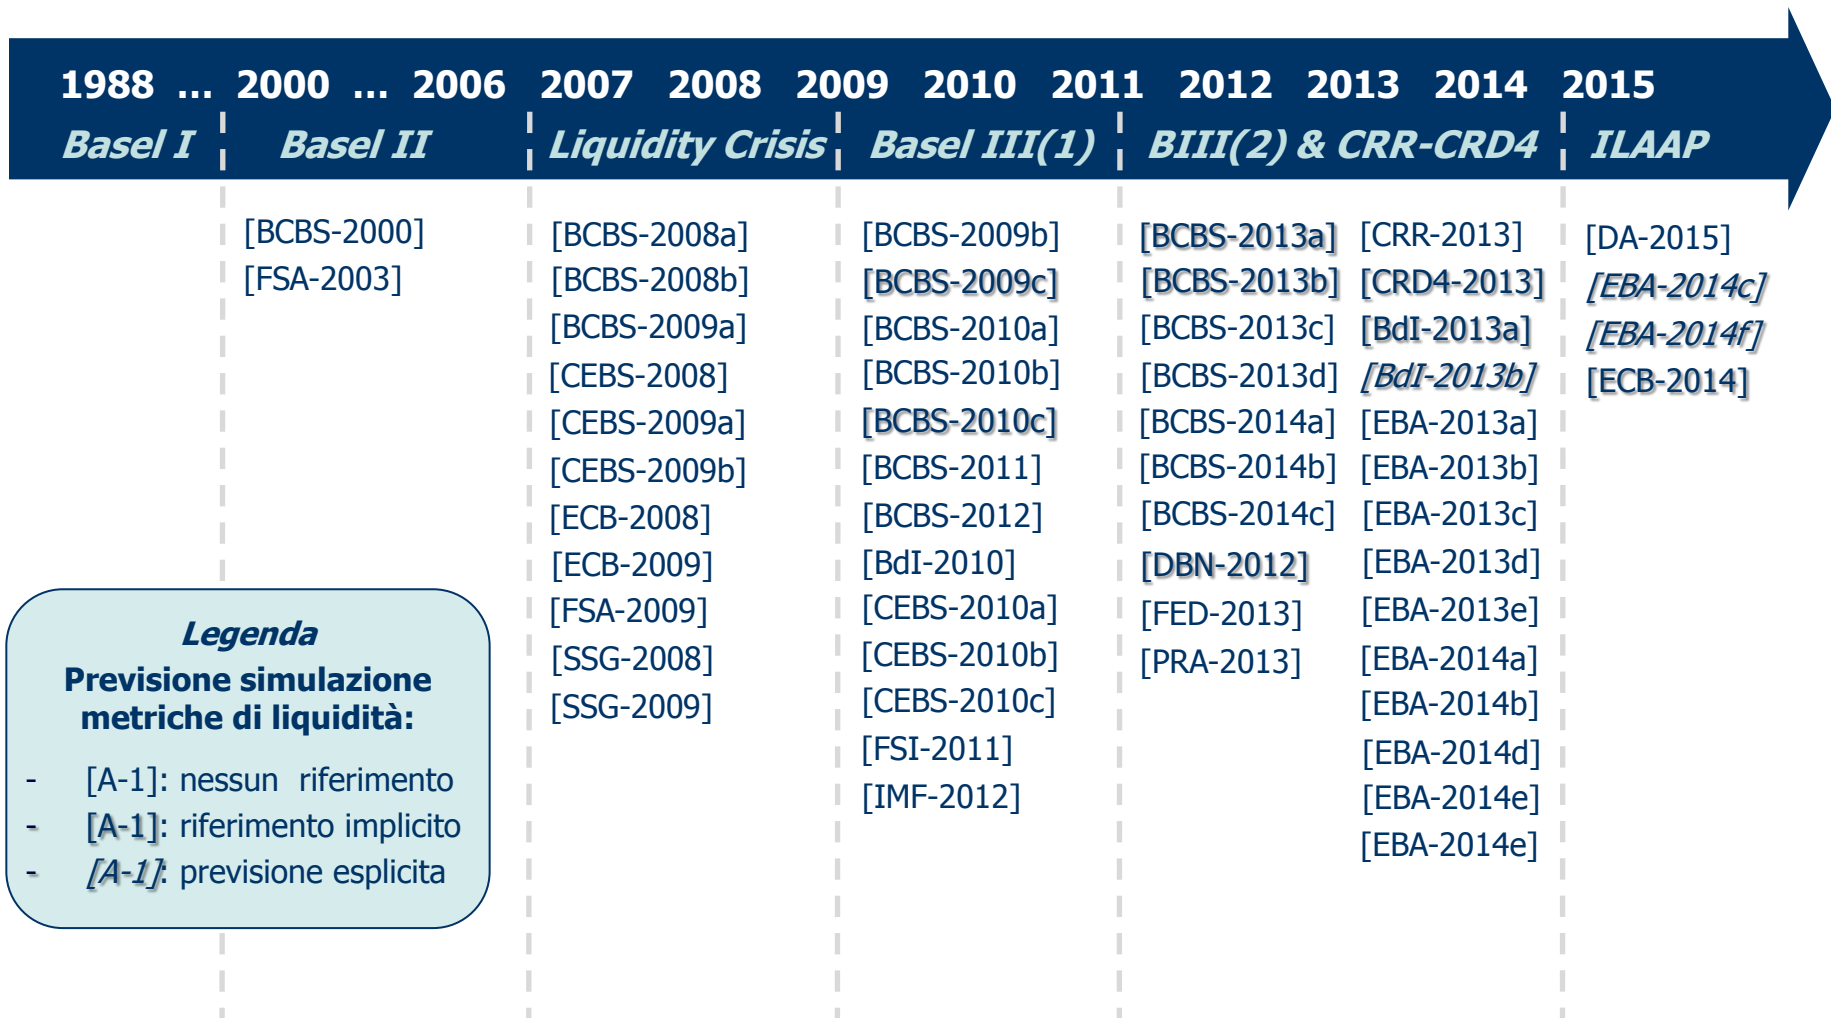 1988 ... 2000 ... 2006 2007 2008 2009 2010 2011 2012 2013 2014 2015
Basel I Basel II Liquidity Crisis Basel III(1) BIII(2) & CRR-CRD4 ILAAP
[BCBS-2000]
[FSA-2003]
[BCBS-2008a]
[BCBS-2008b]
[BCBS-2009a]
[CEBS-2008]
[CEBS-2009a]
[CEBS-2009b]
[ECB-2008]
[ECB-2009]
[FSA-2009]
[SSG-2008]
[SSG-2009]
[BCBS-2009b]
[BCBS-2009c]
[BCBS-2010a]
[BCBS-2010b]
[BCBS-2010c]
[BCBS-2011]
[BCBS-2012]
[BdI-2010]
[CEBS-2010a]
[CEBS-2010b]
[CEBS-2010c]
[FSI-2011]
[IMF-2012]
[BCBS-2013a]
[BCBS-2013b]
[BCBS-2013c]
[BCBS-2013d]
[BCBS-2014a]
[BCBS-2014b]
[BCBS-2014c]
[DBN-2012]
[FED-2013]
[PRA-2013]
[CRR-2013]
[CRD4-2013]
[BdI-2013a]
[BdI-2013b]
[EBA-2013a]
[EBA-2013b]
[EBA-2013c]
[EBA-2013d]
[EBA-2013e]
[EBA-2014a]
[EBA-2014b]
[EBA-2014d]
[EBA-2014e]
[EBA-2014e]
[DA-2015]
[EBA-2014c]
[EBA-2014f]
[ECB-2014]
Legenda
Previsione simulazione
metriche di liquidità:
- [A-1]: nessun riferimento
- [A-1]: riferimento implicito
- [A-1]: previsione esplicita